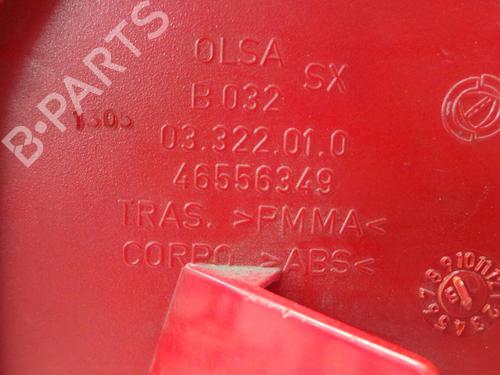 B-PARTS
OLSA SX
B 032
03.322.01.0
46556349
TRAS. >PMMA<
CORPO >ABS<